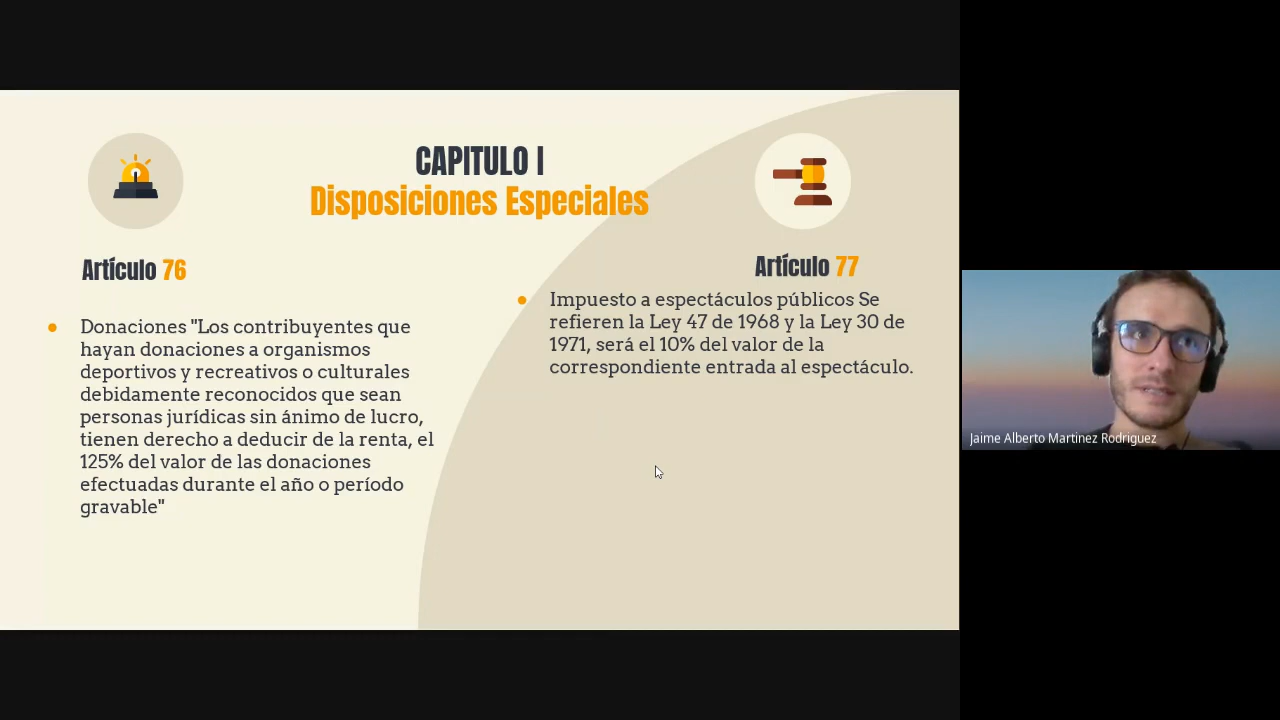 CAPITULO I
Disposiciones Especiales
Artículo 76
Donaciones "Los contribuyentes que
hayan donaciones a organismos
deportivos y recreativos o culturales
debidamente reconocidos que sean
personas jurídicas sin ánimo de lucro,
tienen derecho a deducir de la renta, el
125% del valor de las donaciones
efectuadas durante el año o período
gravable"
Artículo 77
Impuesto a espectáculos públicos Se
refieren la Ley 47 de 1968 y la Ley 30 de
1971, será el 10% del valor de la
correspondiente entrada al espectáculo.
Jaime Alberto Martinez Rodriguez